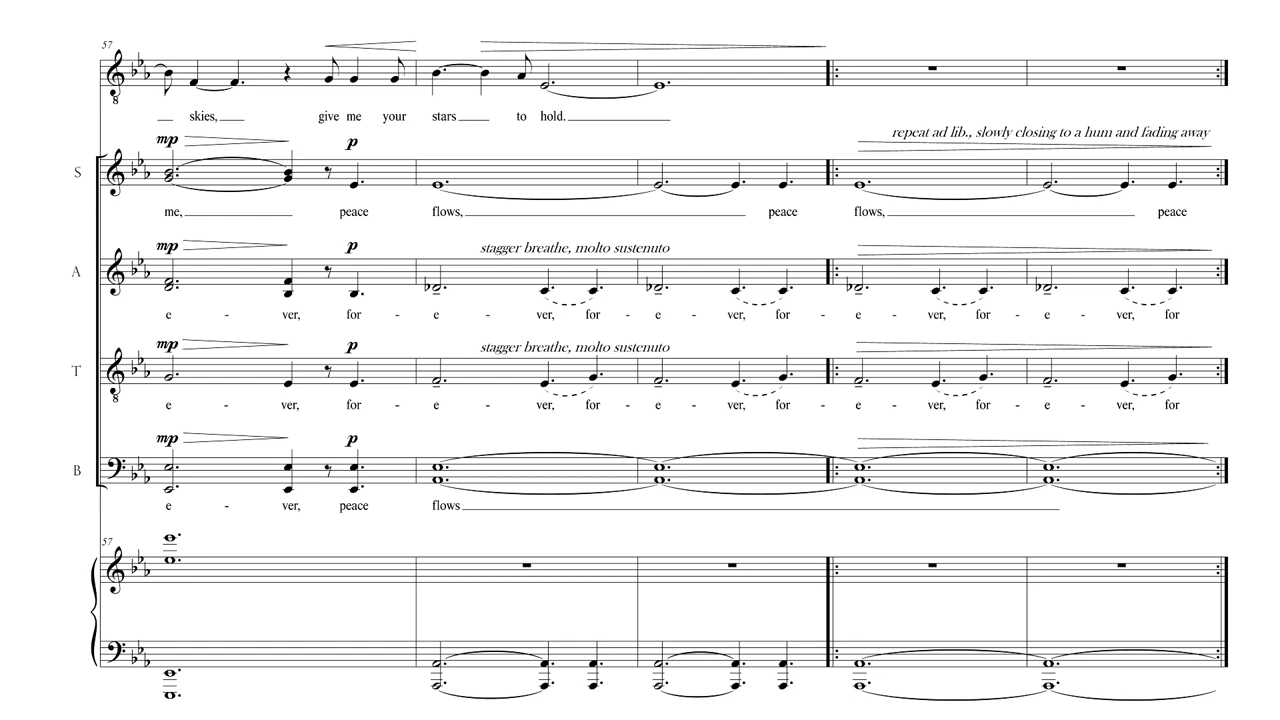 57
skies, give me your stars to hold.
mp p repeat ad lib., slowly closing to a hum and fading away
S
me, peace flows, peace flows, peace
mp p stagger breathe, molto sustenuto
A
e - ver, for - e - ver, for - e - ver, for - e - ver, for - e - ver, for
mp p stagger breathe, molto sustenuto
T
e - ver, for - e - ver, for - e - ver, for - e - ver, for - e - ver, for
mp p
B
e - ver, peace flows
57